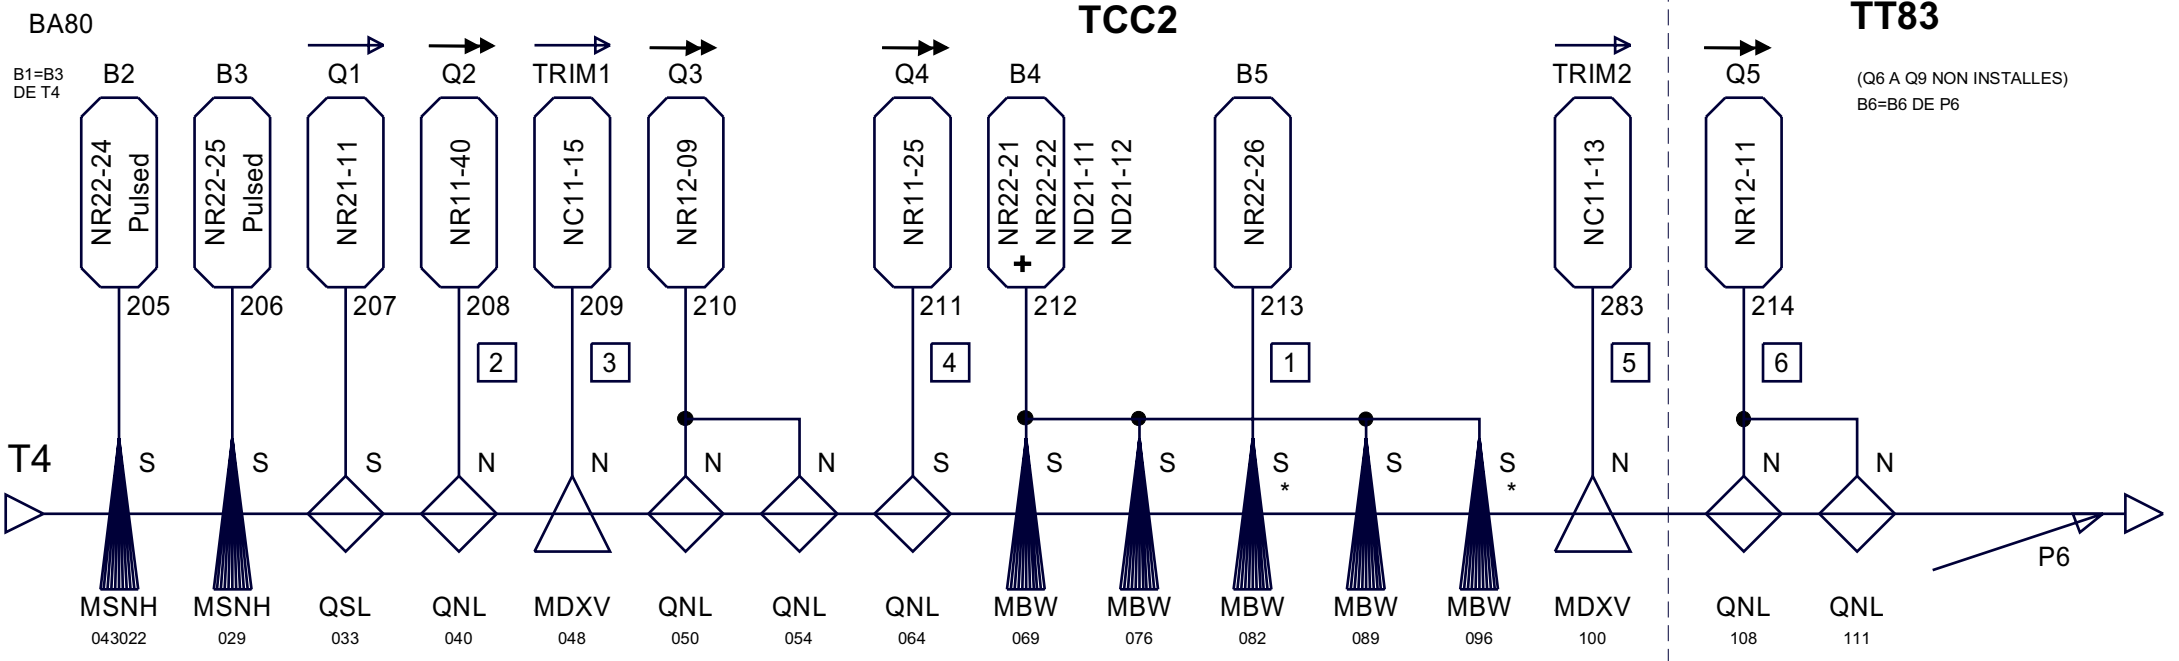 BA80
TCC2
TT83
B1=B3
DE T4
B2
B3
Q1
Q2
TRIM1
Q3
Q4
B4
B5
TRIM2
Q5
(Q6 A Q9 NON INSTALLES)
B6=B6 DE P6
NR22-24
Pulsed
NR22-25
Pulsed
NR21-11
NR11-40
NC11-15
NR12-09
NR11-25
NR22-21
+
NR22-22
ND21-11
ND21-12
NR22-26
NC11-13
NR12-11
205
206
207
208
209
210
211
212
213
283
214
2
3
4
1
5
6
T4
S
S
S
N
N
N
N
S
S
S
S
*
S
S
*
N
N
N
P6
MSNH
MSNH
QSL
QNL
MDXV
QNL
QNL
QNL
MBW
MBW
MBW
MBW
MBW
MDXV
QNL
QNL
043022
029
033
040
048
050
054
064
069
076
082
089
096
100
108
111